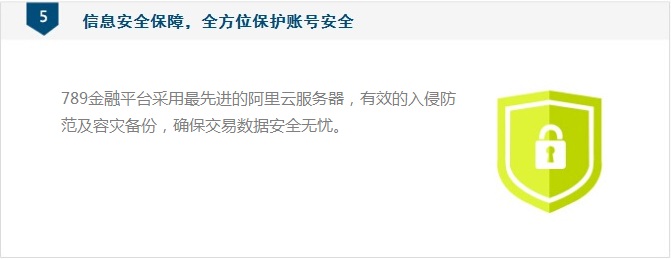 5
信息安全保障，全方位保护账号安全
789金融平台采用最先进的阿里云服务器，有效的入侵防
范及容灾备份，确保交易数据安全无忧。